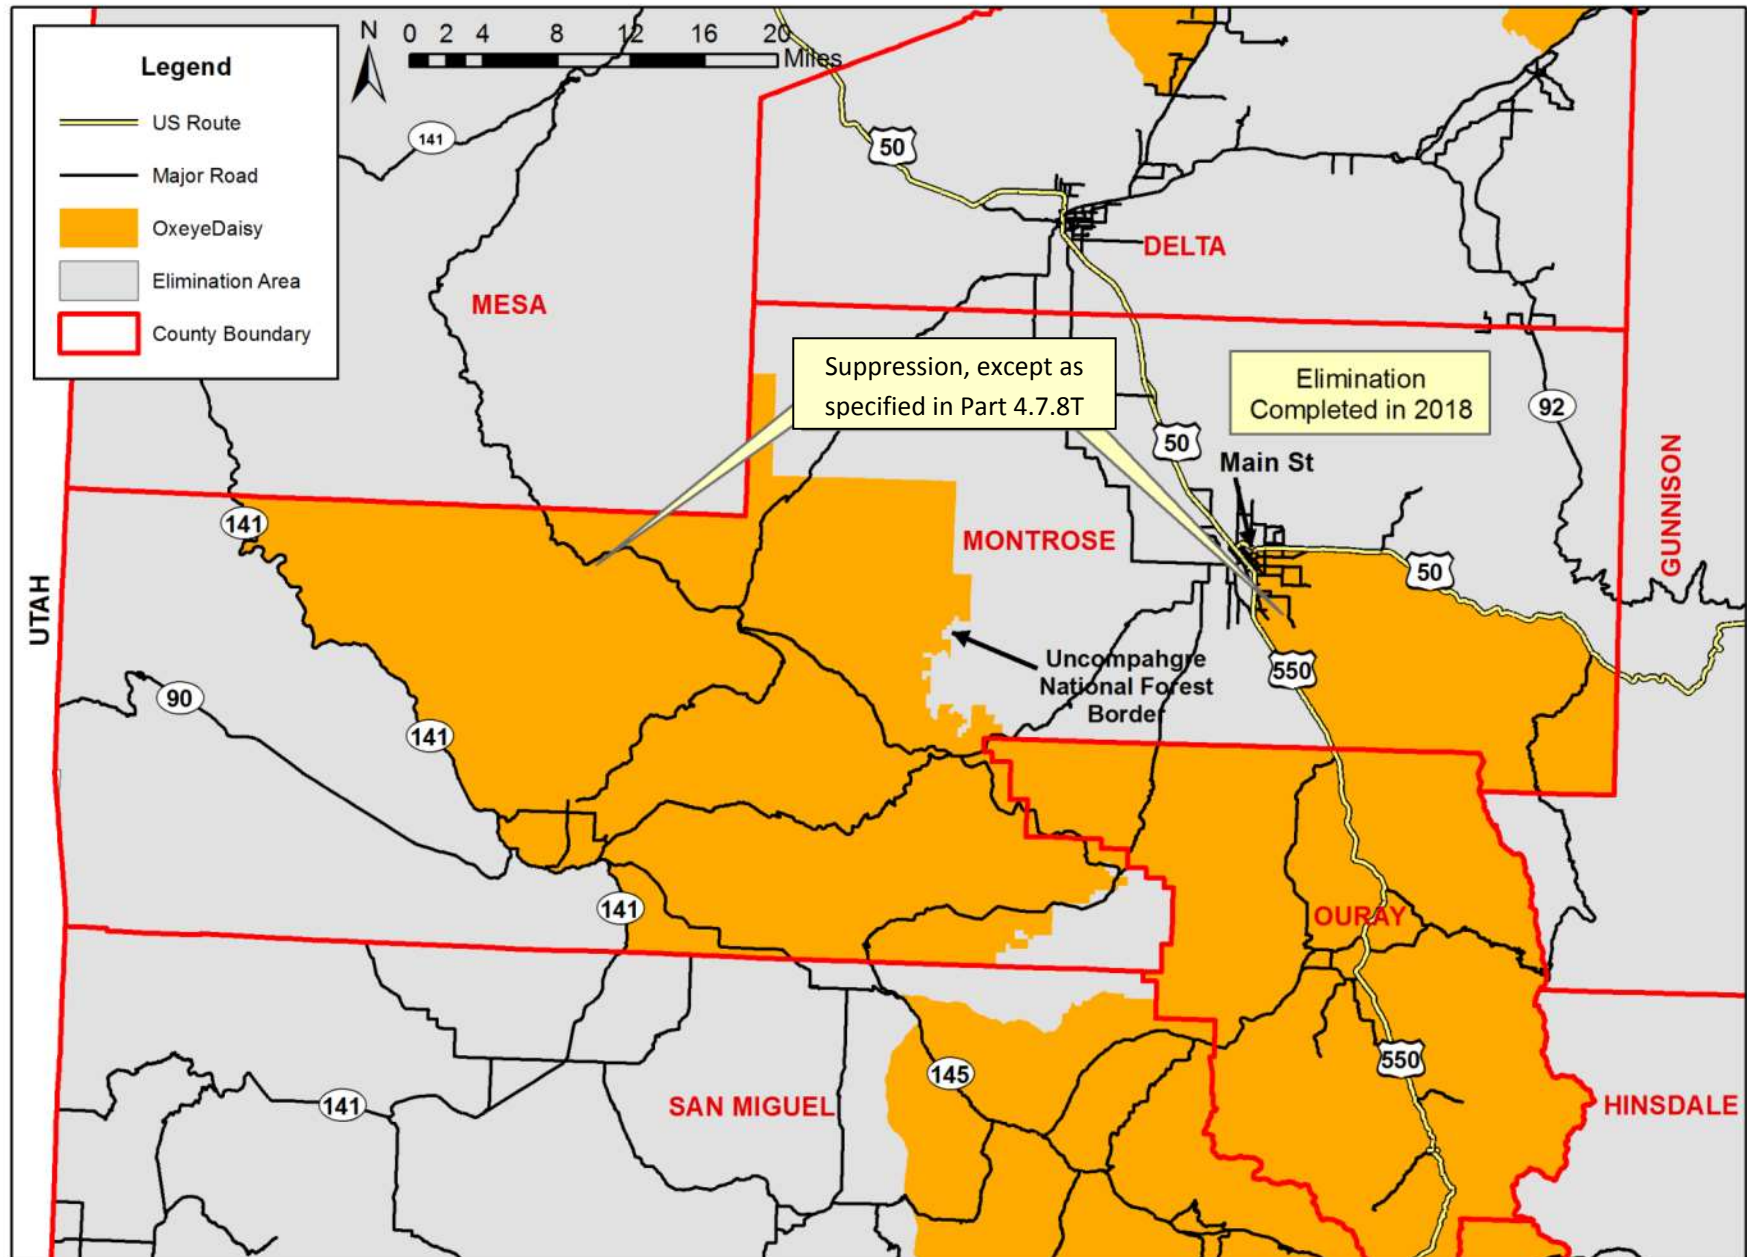 Legend
US Route
Major Road
OxeyeDaisy
Elimination Area
County Boundary
N
0 2 4 8 12 16 20
Miles
141
50
DELTA
MESA
Suppression, except as
specified in Part 4.7.8T
Elimination
Completed in 2018
92
50
Main St
GUNNISON
141
MONTROSE
50
UTAH
Uncompahgre
National Forest
Border
550
90
141
141
OURAY
550
145
141
SAN MIGUEL
HINSDALE